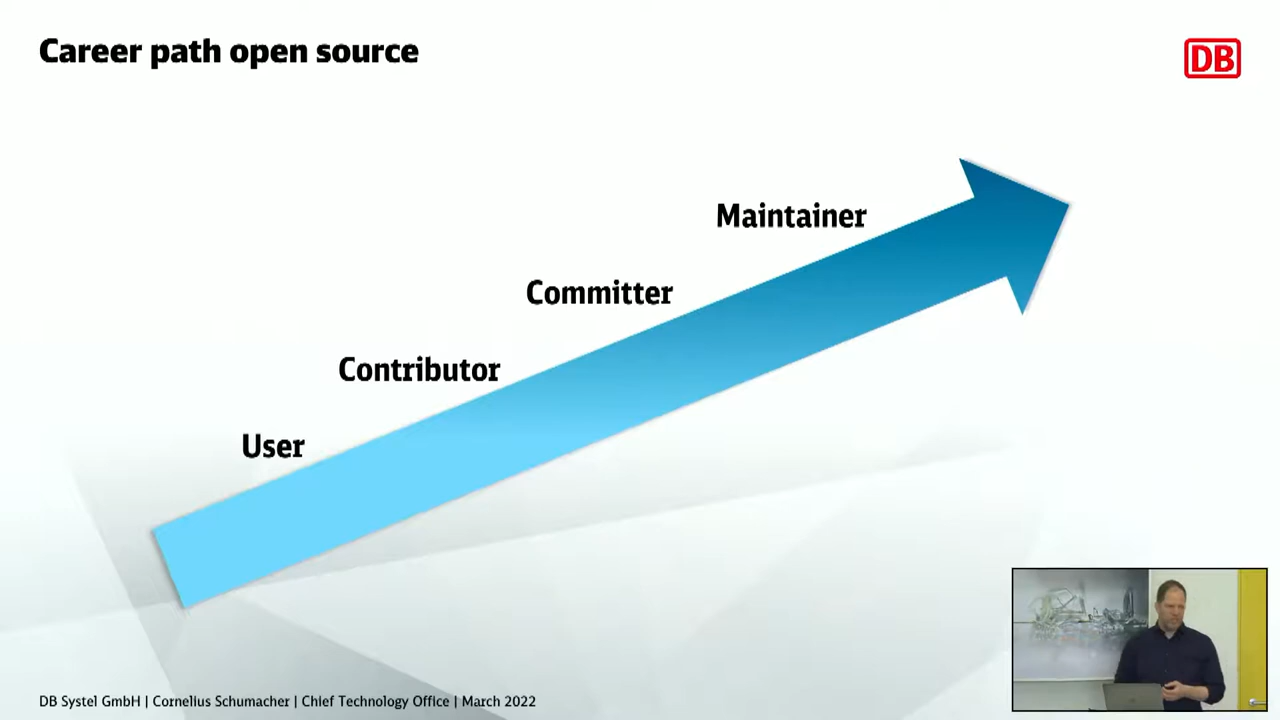 Career path open source
DB
Maintainer
Committer
Contributor
User
DB Systel GmbH | Cornelius Schumacher | Chief Technology Office | March 2022